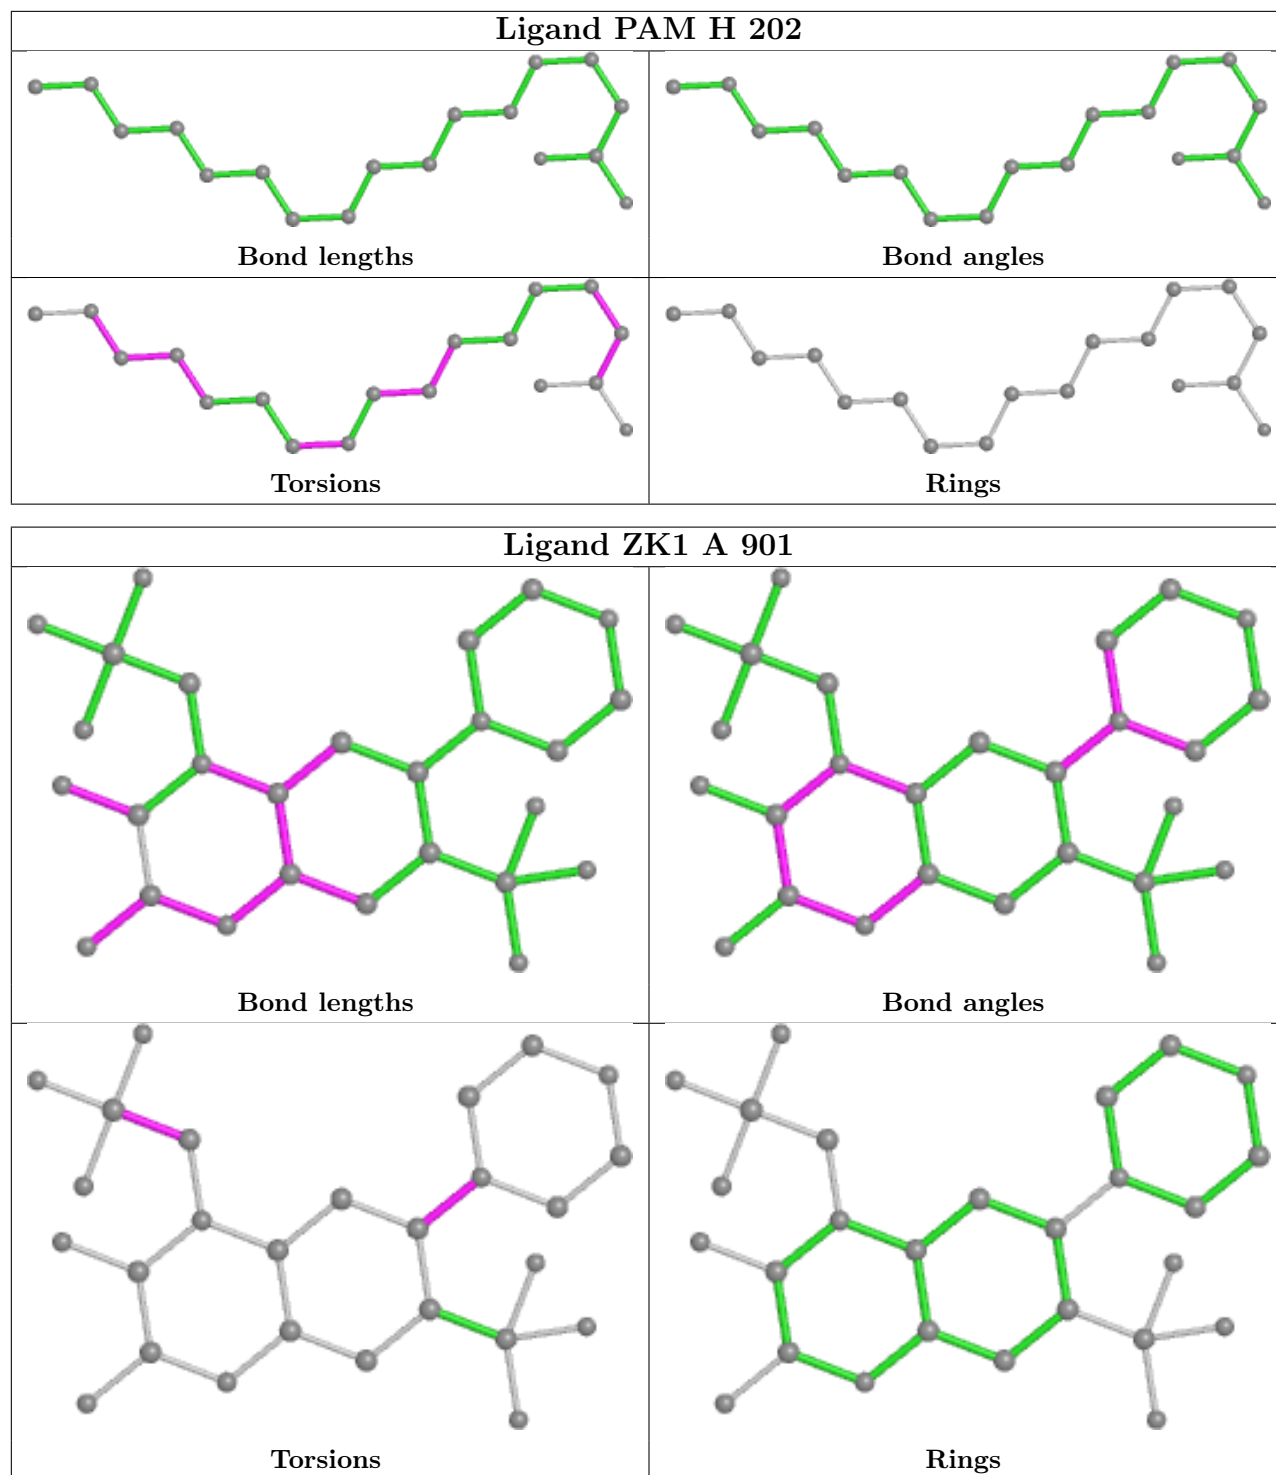 Ligand PAM H 202
Bond lengths
Bond angles
Torsions
Rings
Ligand ZK1 A 901
Bond lengths
Bond angles
Torsions
Rings